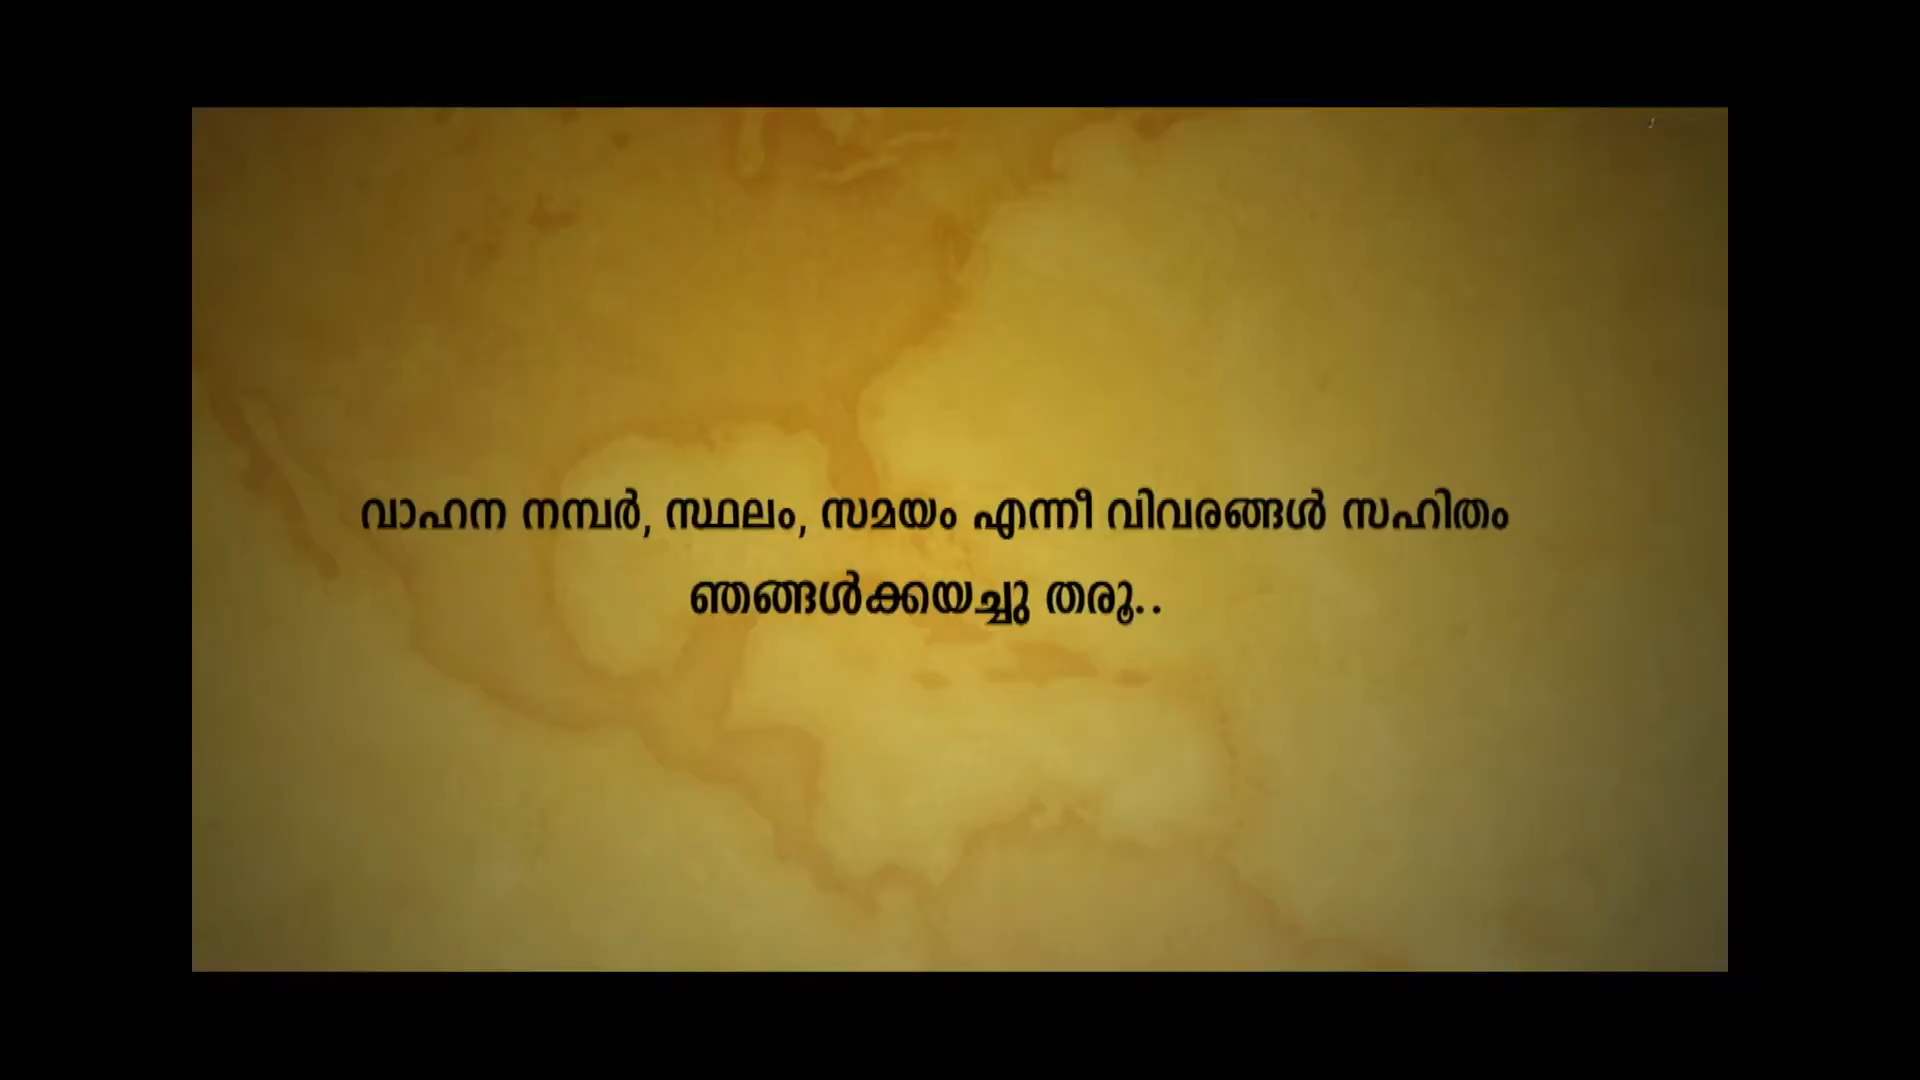 വാഹന നമ്പർ, സ്ഥലം, സമയം എന്നീ വിവരങ്ങൾ സഹിതം
ഞങ്ങൾക്കയച്ചു തരൂ..